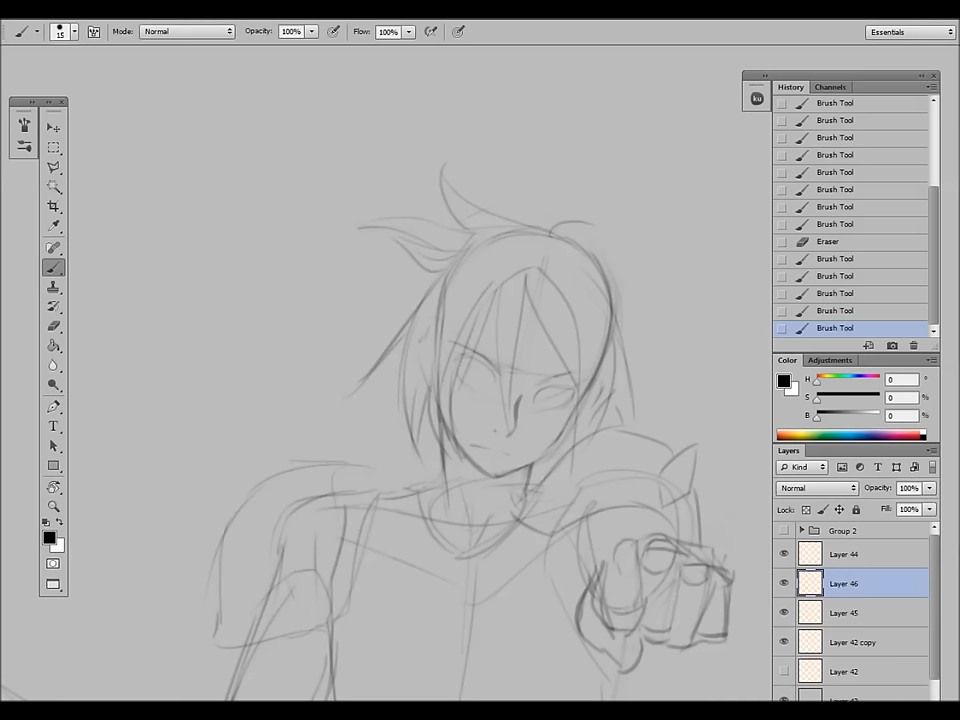 15 Mode: Normal Opacity: 100% Flow: 100% Essentials
ku
History Channels
Brush Tool
Brush Tool
Brush Tool
Brush Tool
Brush Tool
Brush Tool
Brush Tool
Brush Tool
Eraser
Brush Tool
Brush Tool
Brush Tool
Brush Tool
Brush Tool
Color Adjustments
H 0 °
S 0 %
B 0 %
Layers
Kind
Normal Opacity: 100%
Lock: Fill: 100%
Group 2
Layer 44
Layer 46
Layer 45
Layer 42 copy
Layer 42